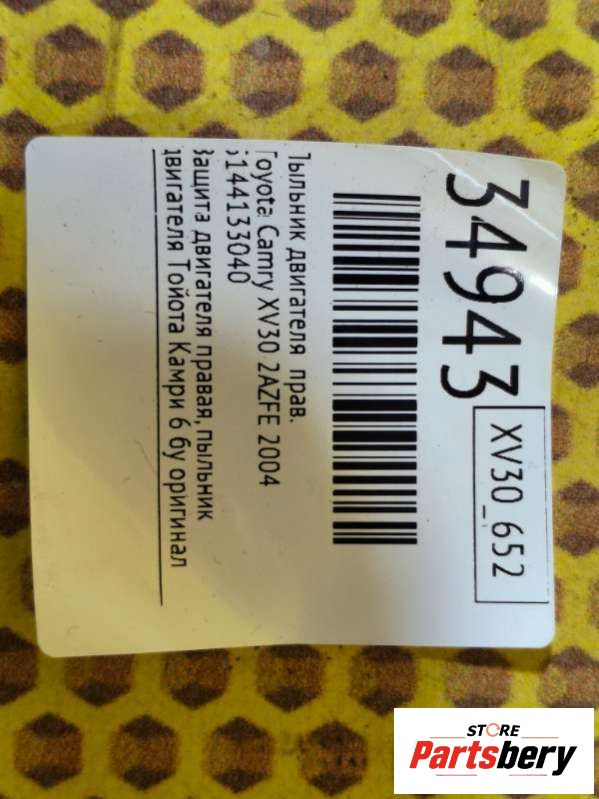 34943
XV30_652
Пыльник двигателя прав.
Toyota Camry XV30 2AZFE 2004
5144133040
Защита двигателя правая, пыльник
двигателя Тойота Камри 6 бу оригинал
STORE
Partsbery